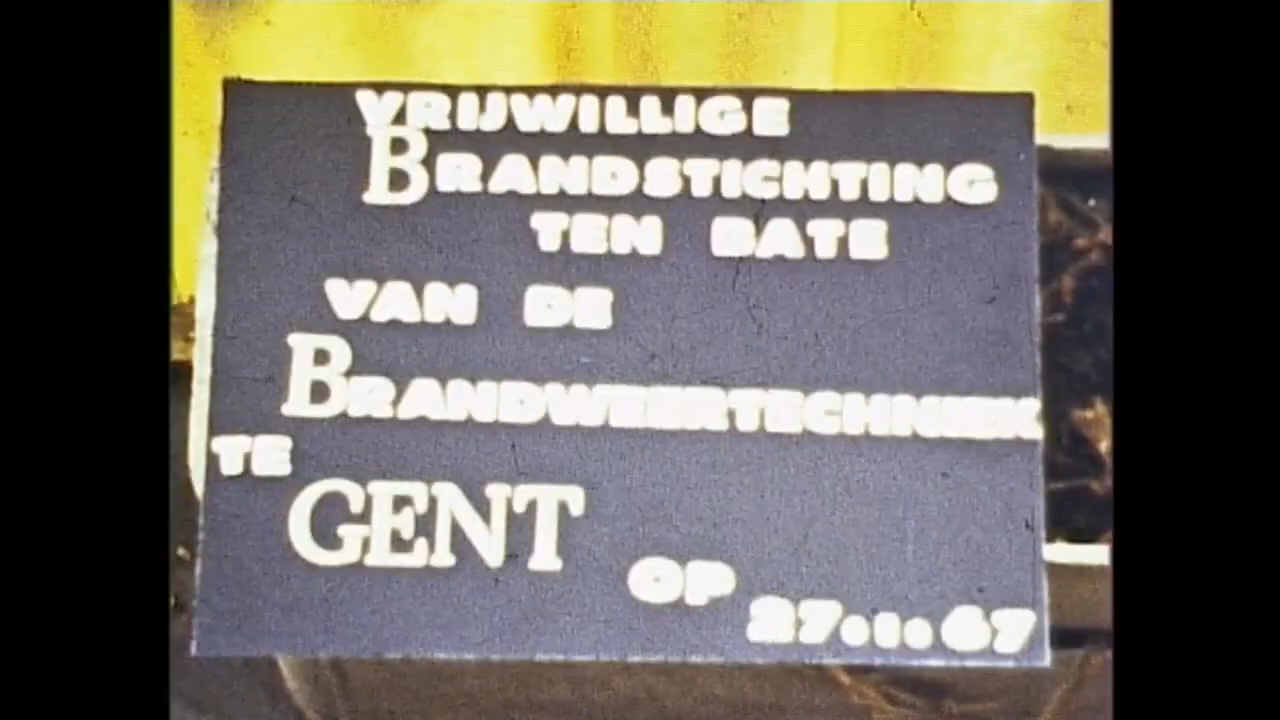 VRIJWILLIGE
BRANDSTICHTING
TEN BATE
VAN DE
BRANDWEERTECHNIEK
TE
GENT
OP
27.1.67